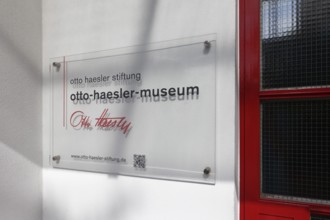 otto haesler stiftung
otto-haesler-museum
Otto Haesler
www.otto-haesler-stiftung.de